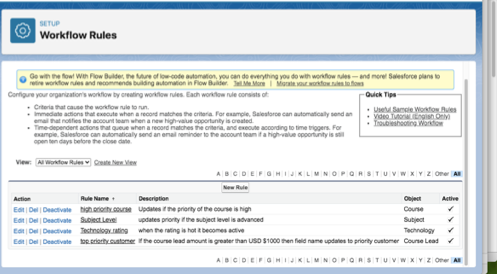 SETUP
Workflow Rules
Go with the flow! With Flow Builder, the future of low-code automation, you can do everything you do with workflow rules — and more! Salesforce plans to
retire workflow rules and recommends building automation in Flow Builder. Tell Me More | Migrate your workflow rules to flows
Configure your organization's workflow by creating workflow rules. Each workflow rule consists of:
Criteria that cause the workflow rule to run.
Immediate actions that execute when a record matches the criteria. For example, Salesforce can automatically send an
email that notifies the account team when a new high-value opportunity is created.
Time-dependent actions that queue when a record matches the criteria, and execute according to time triggers. For
example, Salesforce can automatically send an email reminder to the account team if a high-value opportunity is still
open ten days before the close date.
Quick Tips
Useful Sample Workflow Rules
Video Tutorial (English Only)
Troubleshooting Workflow
View: All Workflow Rules Create New View
A B C D E F G H I J K L M N O P Q R S T U V W X Y Z Other All
New Rule
Action Rule Name ↑ Description Object Active
Edit | Del | Deactivate high priority course Updates if the priority of the course is high Course ✓
Edit | Del | Deactivate Subject Level updates priority if the subject level is advanced Subject ✓
Edit | Del | Deactivate Technology rating when the rating is hot it becomes active Technology ✓
Edit | Del | Deactivate top priority customer If the course lead amount is greater than USD $1000 then field name updates to priority customer Course Lead ✓
A B C D E F G H I J K L M N O P Q R S T U V W X Y Z Other All